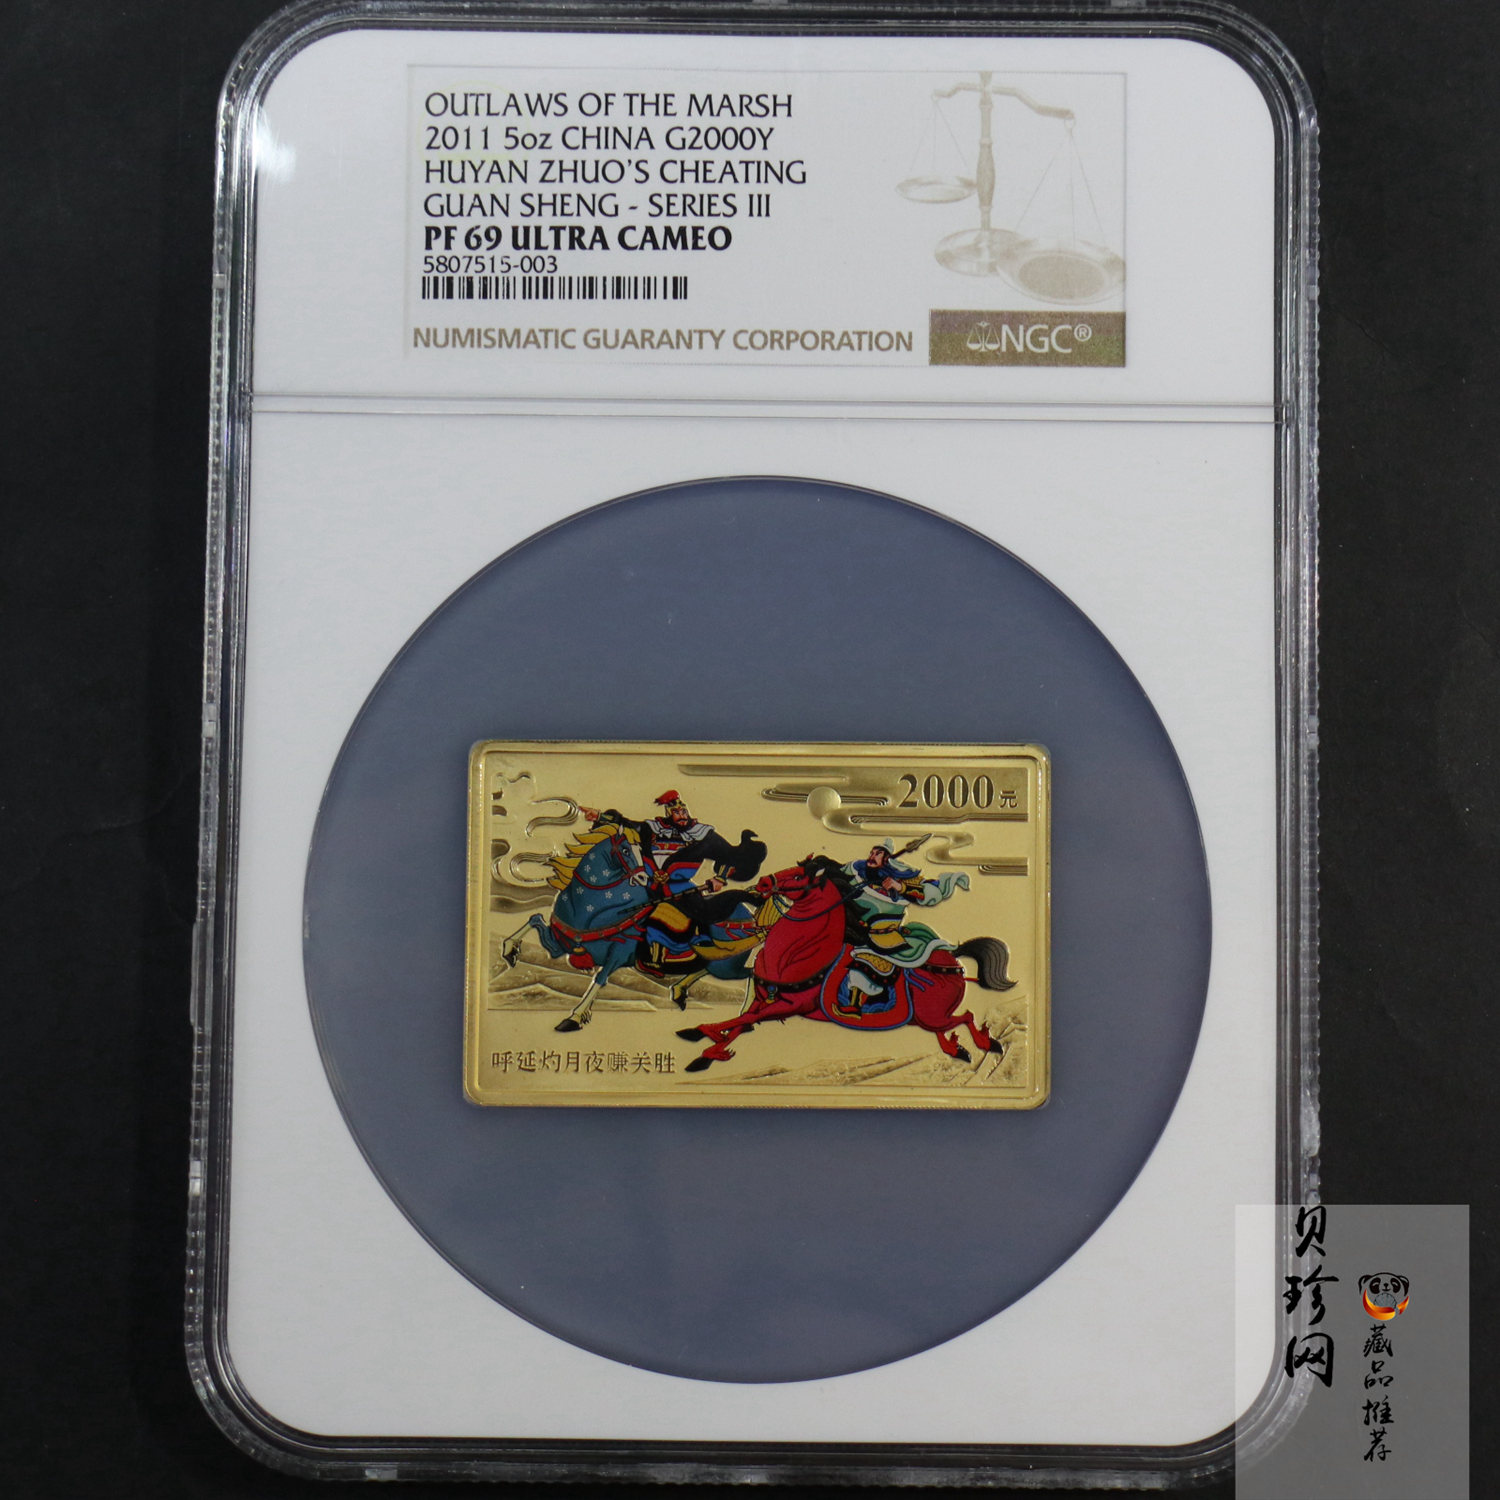 OUTLAWS OF THE MARSH
2011 5oz CHINA G2000Y
HUYAN ZHUO'S CHEATING
GUAN SHENG - SERIES III
PF 69 ULTRA CAMEO
5807515-003
NUMISMATIC GUARANTY CORPORATION
NGC®
2000元
呼延灼月夜赚关胜
贝珍网
藏品推荐